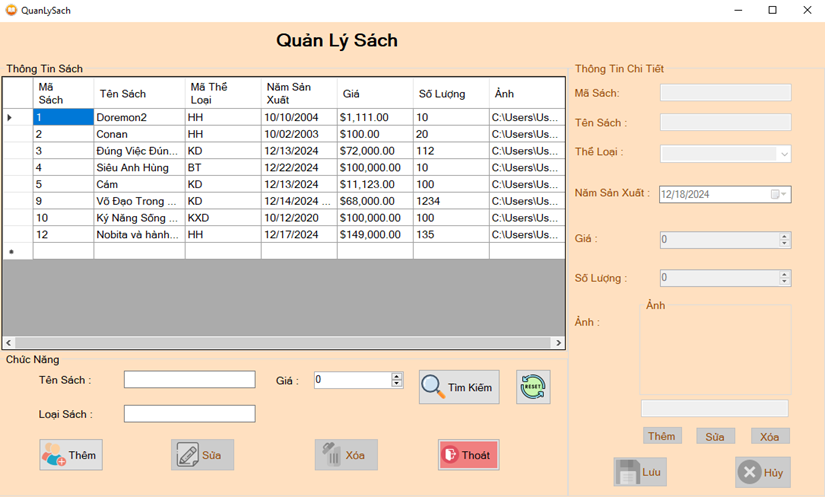 QuanLySach
Quản Lý Sách
Thông Tin Sách
Mã Sách Tên Sách Mã Thể Loại Năm Sản Xuất Giá Số Lượng Ảnh
1 Doremon2 HH 10/10/2004 $1,111.00 10 C:\Users\Us...
2 Conan HH 10/02/2003 $100.00 20 C:\Users\Us...
3 Đúng Việc Đún... KD 12/13/2024 $72,000.00 112 C:\Users\Us...
4 Siêu Anh Hùng BT 12/22/2024 $100,000.00 10 C:\Users\Us...
5 Cám KD 12/13/2024 $11,123.00 100 C:\Users\Us...
9 Võ Đạo Trong ... KD 12/14/2024 ... $68,000.00 1234 C:\Users\Us...
10 Kỹ Năng Sống ... KXD 10/12/2020 $100,000.00 100 C:\Users\Us...
12 Nobita và hành... HH 12/17/2024 $149,000.00 135 C:\Users\Us...
Chức Năng
Tên Sách :
Giá : 0
Tìm Kiếm
RESET
Loại Sách :
Thêm
Sửa
Xóa
Thoát
Thông Tin Chi Tiết
Mã Sách:
Tên Sách :
Thể Loại :
Năm Sản Xuất : 12/18/2024
Giá : 0
Số Lượng : 0
Ảnh :
Ảnh
Thêm
Sửa
Xóa
Lưu
Hủy